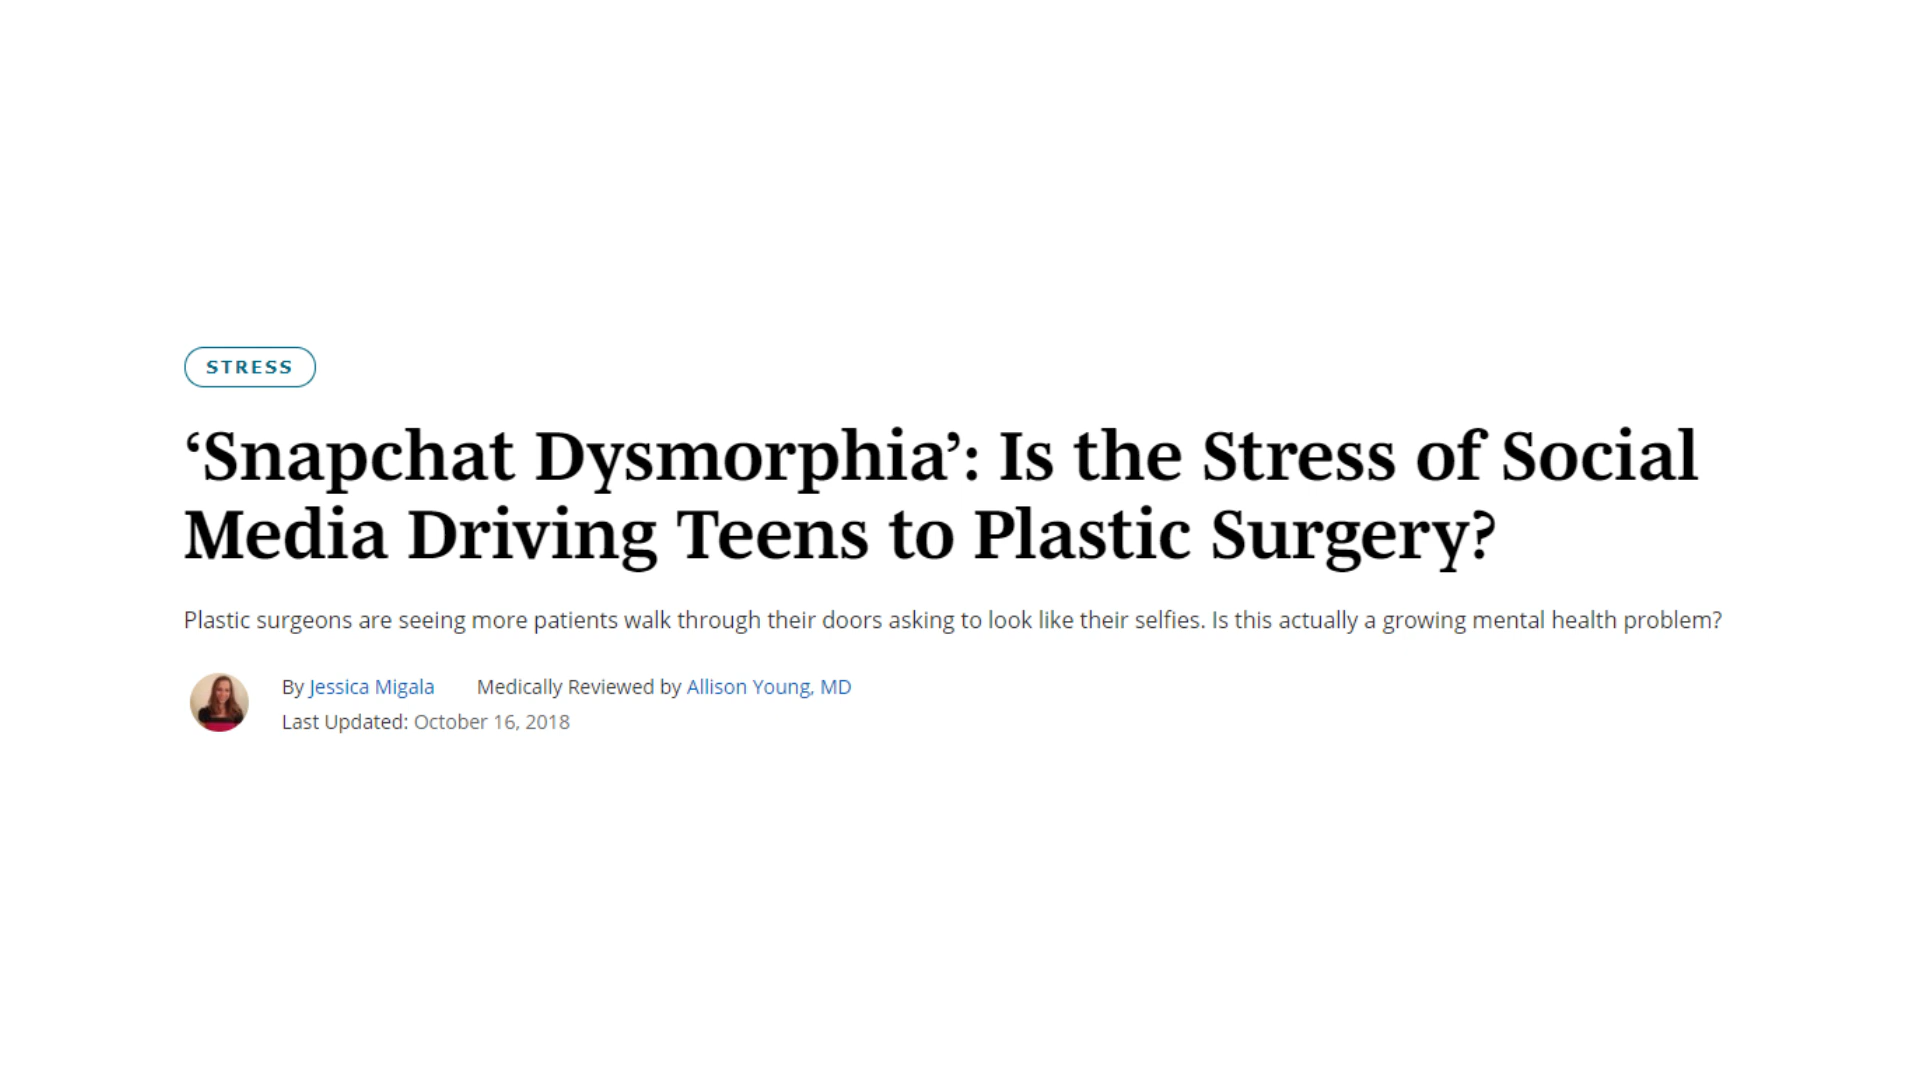 STRESS
‘Snapchat Dysmorphia’: Is the Stress of Social
Media Driving Teens to Plastic Surgery?
Plastic surgeons are seeing more patients walk through their doors asking to look like their selfies. Is this actually a growing mental health problem?
By Jessica Migala Medically Reviewed by Allison Young, MD
Last Updated: October 16, 2018